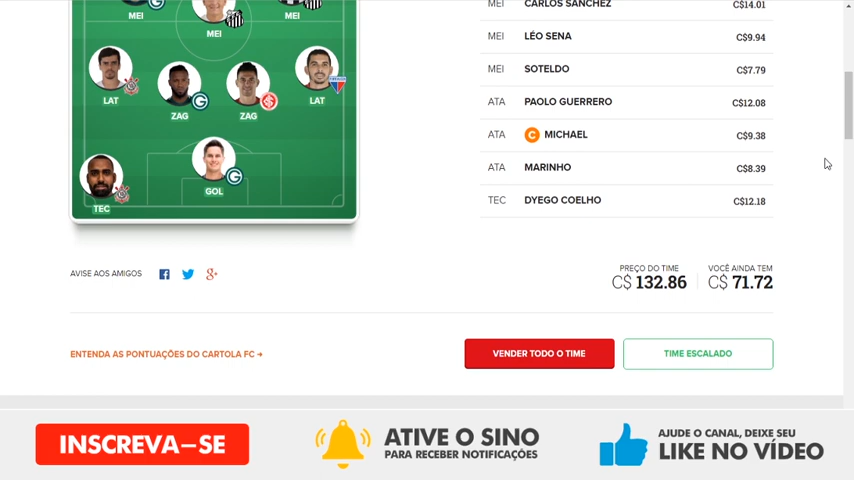 MEI
MEI
MEI
LAT
ZAG
ZAG
LAT
GOL
TEC
MEI CARLOS SANCHEZ C$14.01
MEI LÉO SENA C$9.94
MEI SOTELDO C$7.79
ATA PAOLO GUERRERO C$12.08
ATA C MICHAEL C$9.38
ATA MARINHO C$8.39
TEC DYEGO COELHO C$12.18
AVISE AOS AMIGOS
PREÇO DO TIME
C$ 132.86
VOCÊ AINDA TEM
C$ 71.72
ENTENDA AS PONTUAÇÕES DO CARTOLA FC
VENDER TODO O TIME
TIME ESCALADO
INSCREVA-SE
ATIVE O SINO
PARA RECEBER NOTIFICAÇÕES
AJUDE O CANAL, DEIXE SEU
LIKE NO VÍDEO